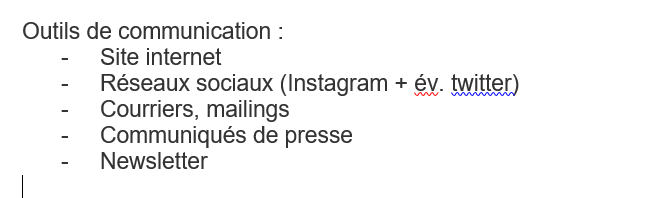 Outils de communication :
- Site internet
- Réseaux sociaux (Instagram + év. twitter)
- Courriers, mailings
- Communiqués de presse
- Newsletter